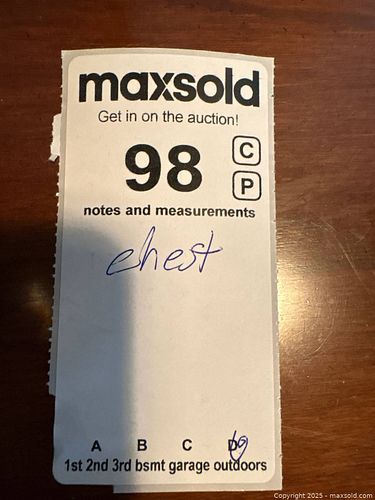 maxsold
Get in on the auction!
98
C
P
notes and measurements
chest
A B C D
1st 2nd 3rd bsmt garage outdoors
Copyright 2025 - maxsold.com